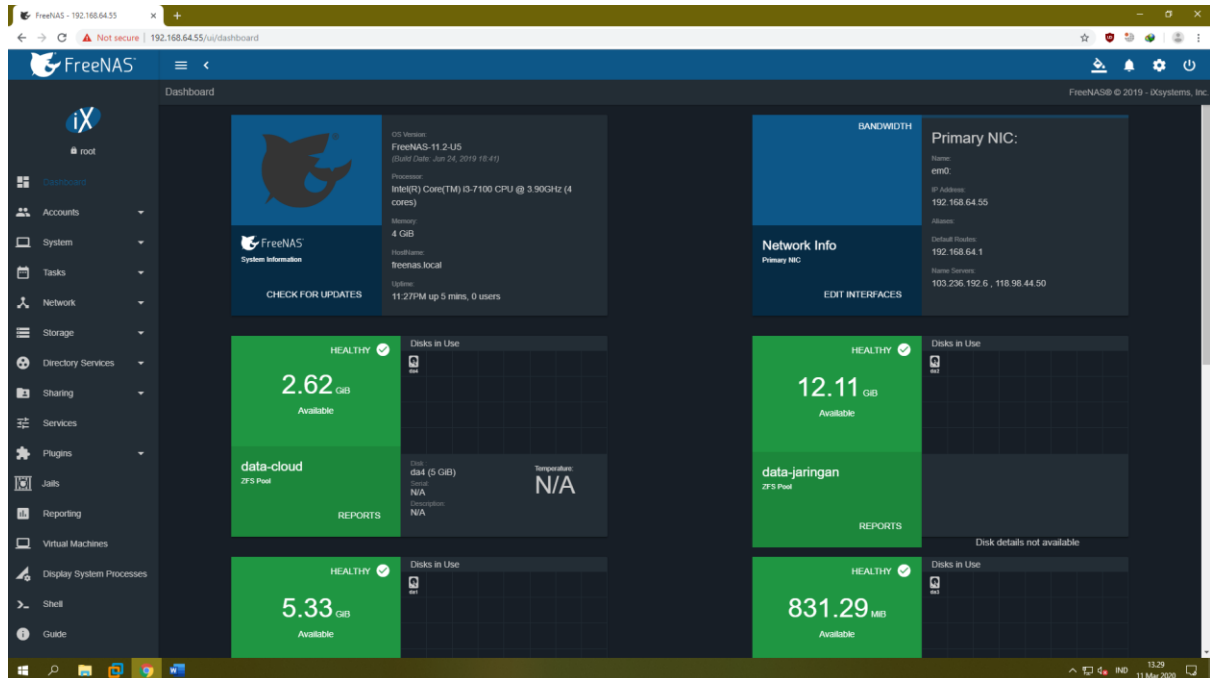 FreeNAS - 192.168.64.55
Not secure | 192.168.64.55/ui/dashboard
FreeNAS
Dashboard
FreeNAS® © 2019 - iXsystems, Inc.
iX
root
Dashboard
Accounts
System
Tasks
Network
Storage
Directory Services
Sharing
Services
Plugins
Jails
Reporting
Virtual Machines
Display System Processes
Shell
Guide
FreeNAS
System Information
CHECK FOR UPDATES
OS Version:
FreeNAS-11.2-U5
(Build Date: Jun 24, 2019 18:41)
Processor:
Intel(R) Core(TM) i3-7100 CPU @ 3.90GHz (4
cores)
Memory:
4 GiB
HostName:
freenas.local
Uptime:
11:27PM up 5 mins, 0 users
BANDWIDTH
Network Info
Primary NIC
EDIT INTERFACES
Primary NIC:
Name:
em0:
IP Address:
192.168.64.55
Aliases:
Default Routes:
192.168.64.1
Name Servers:
103.236.192.6 , 118.98.44.50
HEALTHY
2.62 GiB
Available
data-cloud
ZFS Pool
REPORTS
Disks in Use
da4
Disk:
da4 (5 GiB)
Serial:
N/A
Description:
N/A
Temperature:
N/A
HEALTHY
12.11 GiB
Available
data-jaringan
ZFS Pool
REPORTS
Disks in Use
da2
Disk details not available
HEALTHY
5.33 GiB
Available
Disks in Use
da1
HEALTHY
831.29 MiB
Available
Disks in Use
da3
IND
13.29
11 Mar 2020